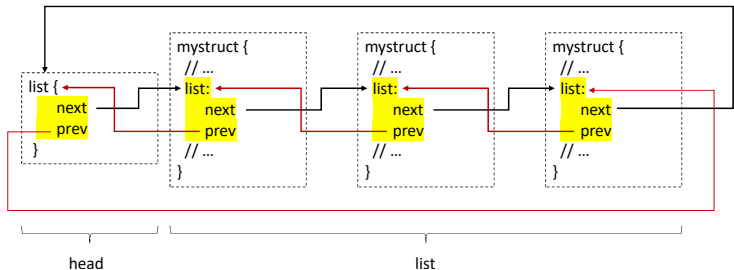 list {
next
prev
}
mystruct {
// ...
list:
next
prev
// ...
}
mystruct {
// ...
list:
next
prev
// ...
}
mystruct {
// ...
list:
next
prev
// ...
}
head
list